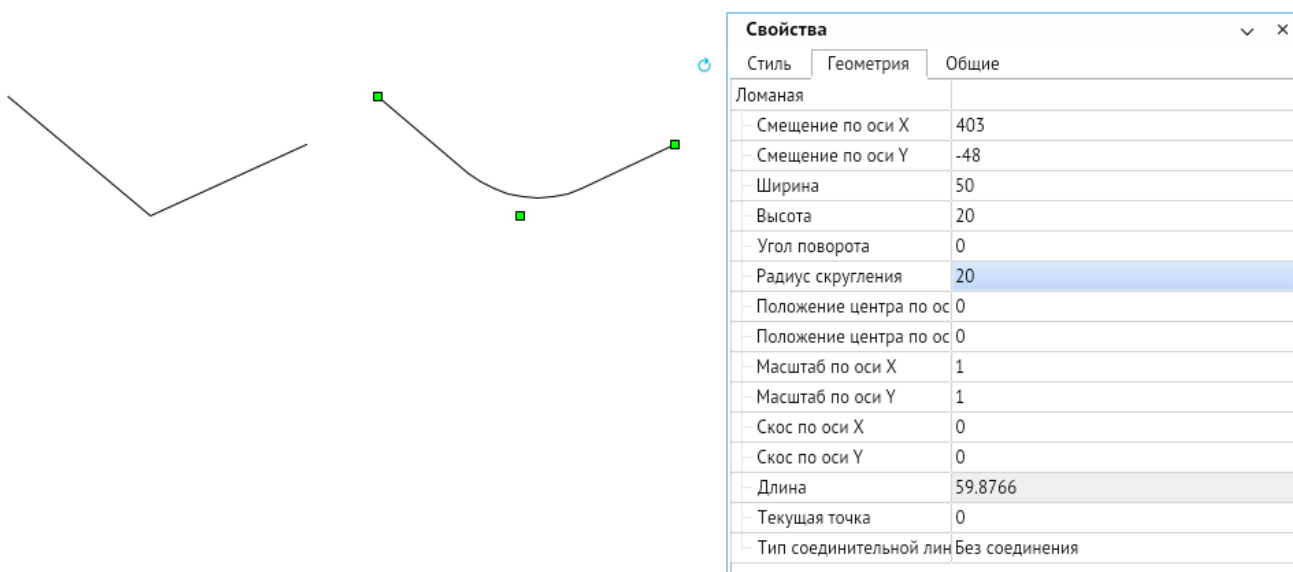 Свойства
Стиль Геометрия Общие
Ломаная
Смещение по оси X 403
Смещение по оси Y -48
Ширина 50
Высота 20
Угол поворота 0
Радиус скругления 20
Положение центра по ос 0
Положение центра по ос 0
Масштаб по оси X 1
Масштаб по оси Y 1
Скос по оси X 0
Скос по оси Y 0
Длина 59.8766
Текущая точка 0
Тип соединительной лин Без соединения